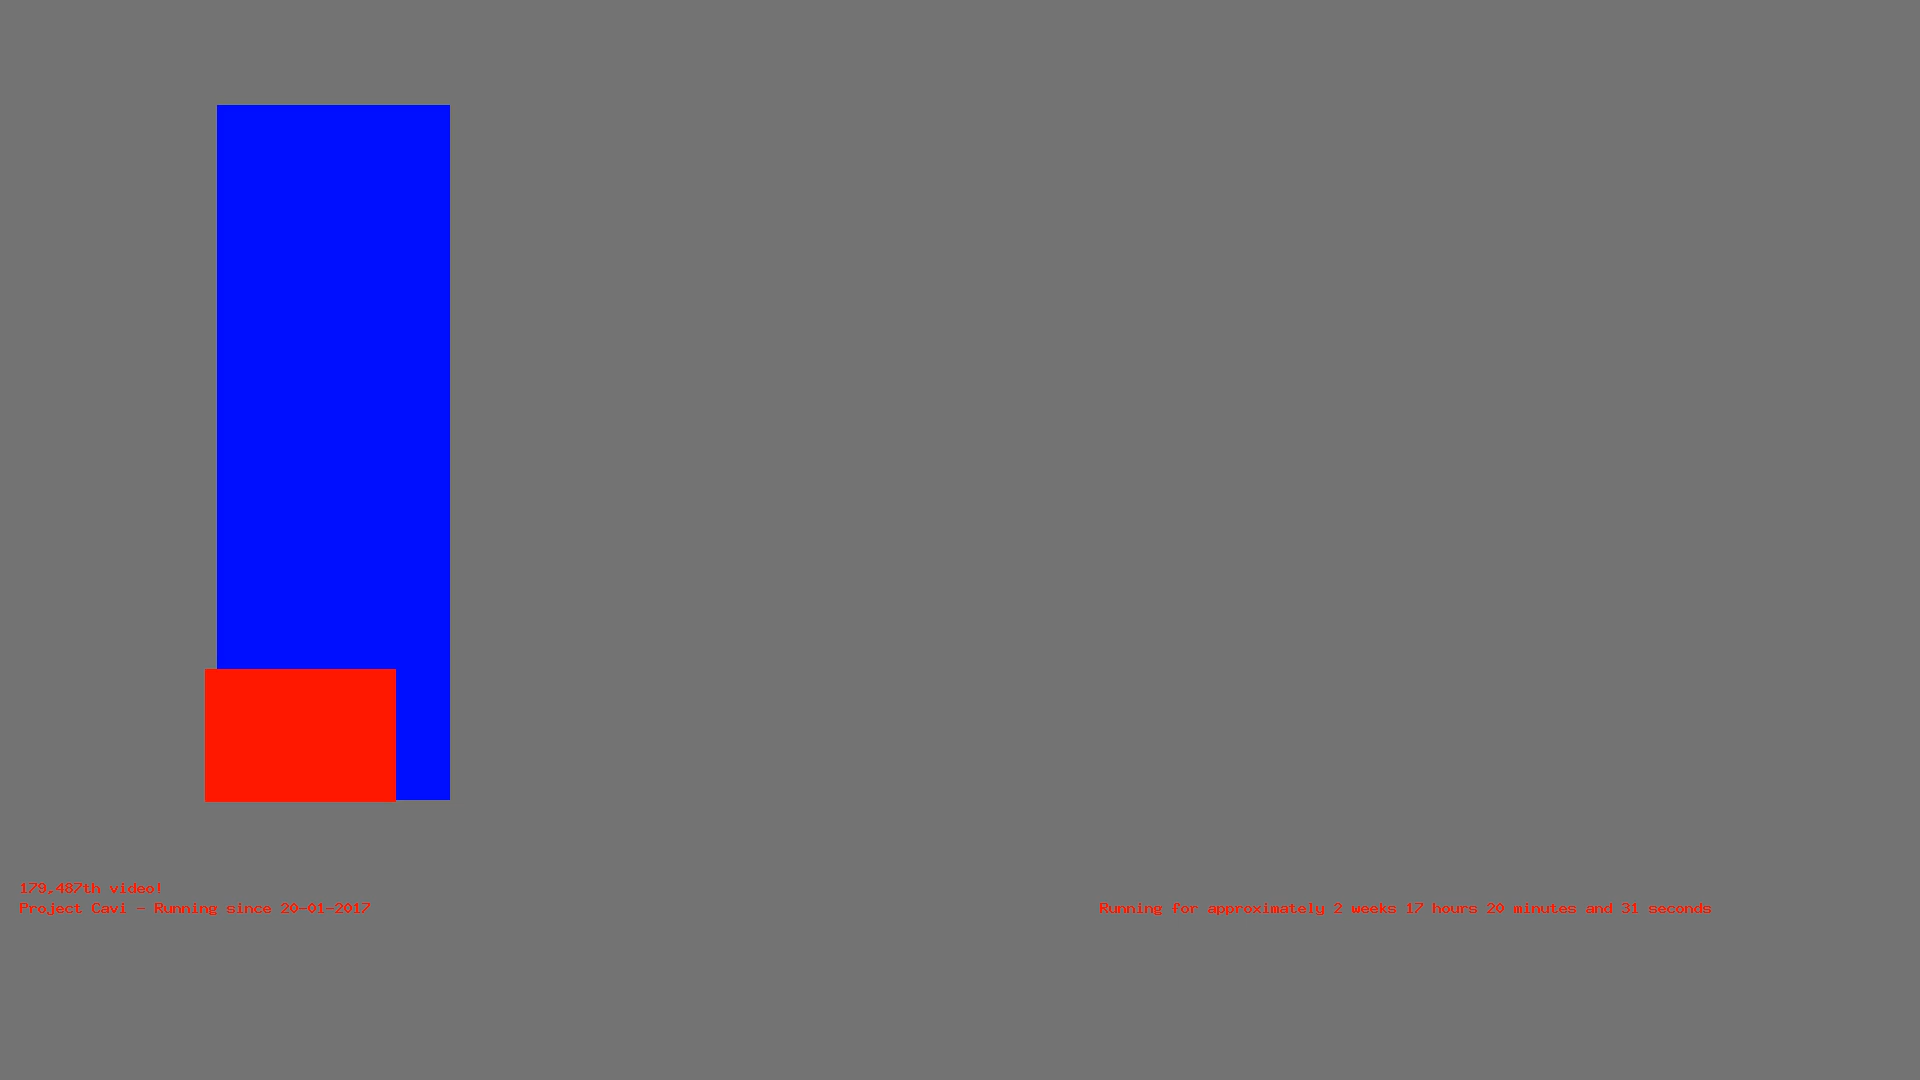 179,487th video!
Project Cavi - Running since 20-01-2017
Running for approximately 2 weeks 17 hours 20 minutes and 31 seconds